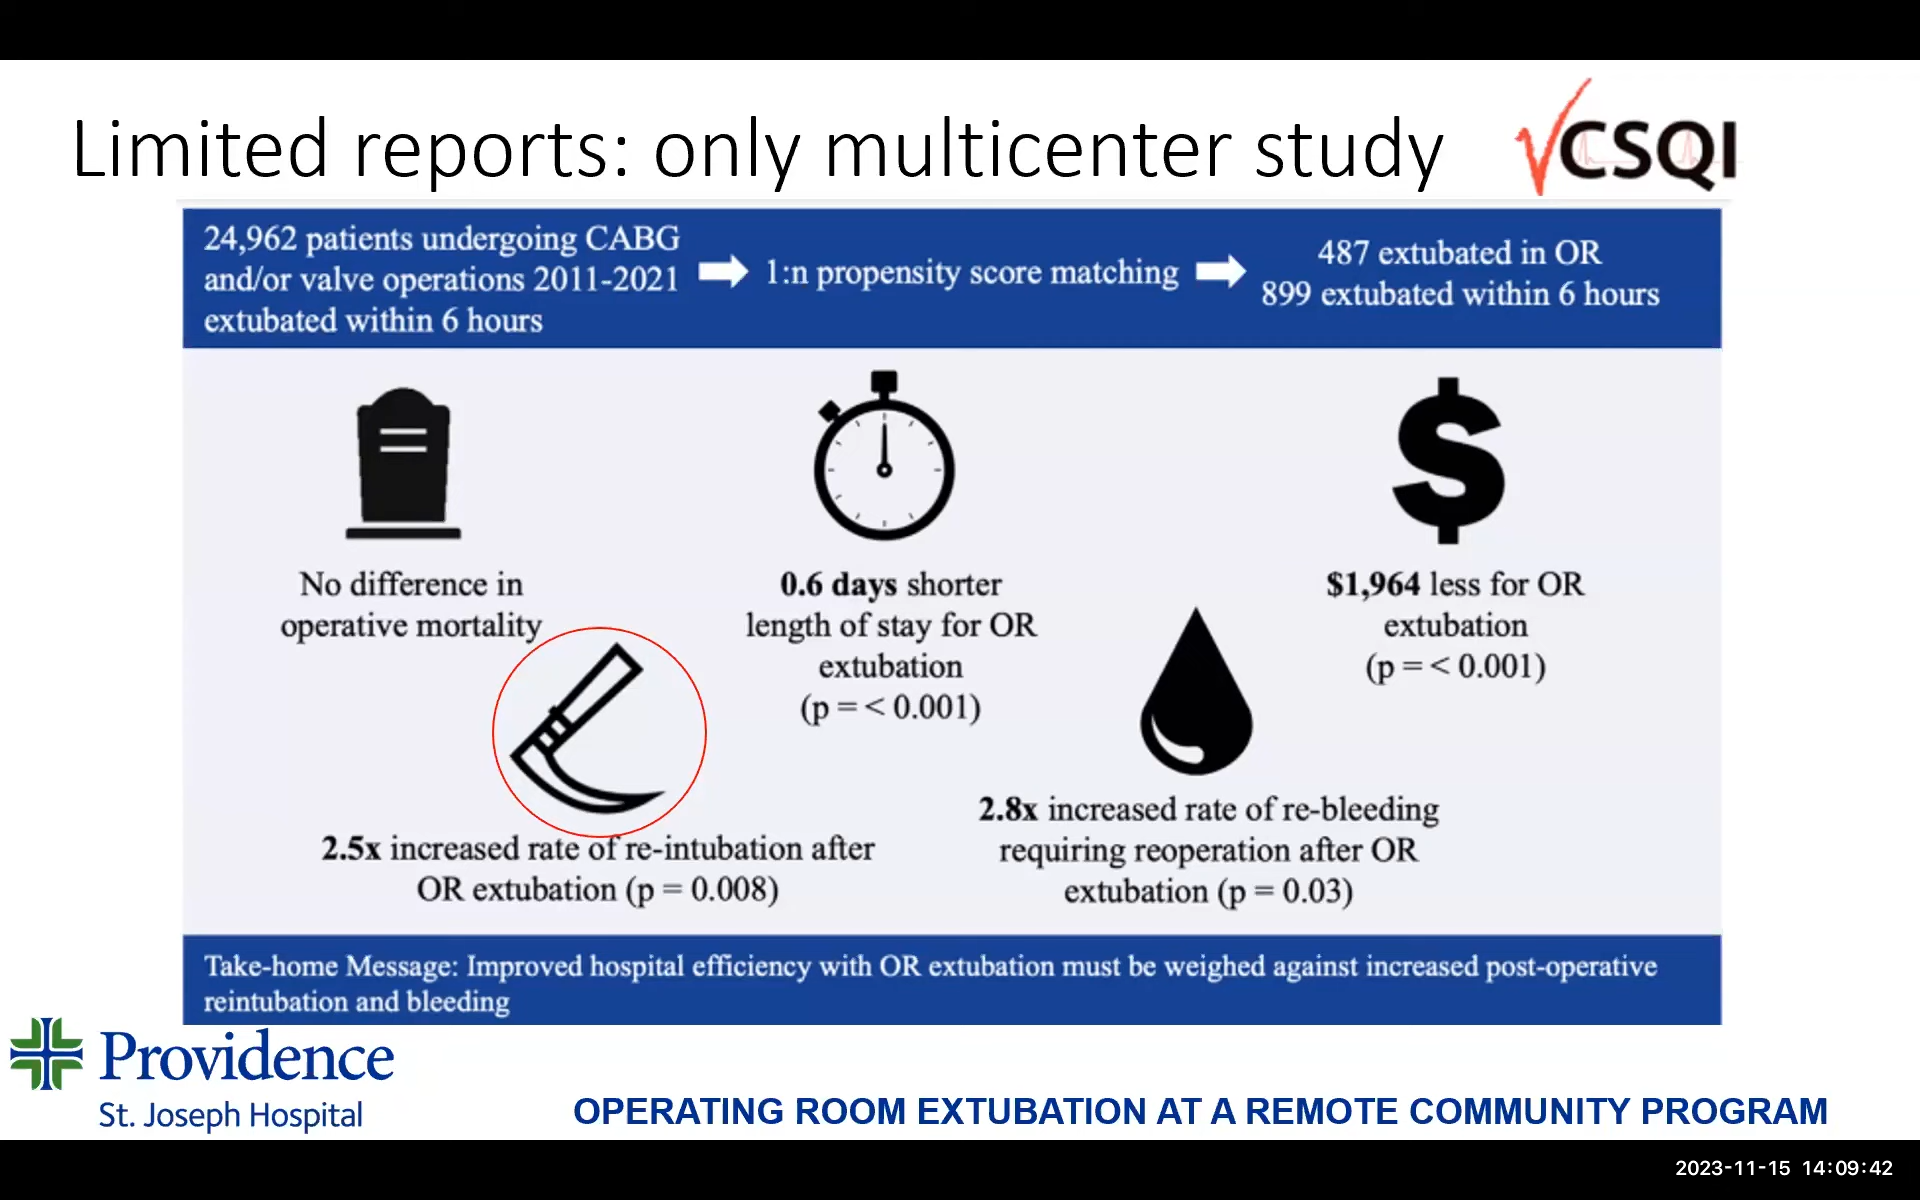 Limited reports: only multicenter study
VCSQI
24,962 patients undergoing CABG
and/or valve operations 2011-2021
extubated within 6 hours
1:n propensity score matching
487 extubated in OR
899 extubated within 6 hours
No difference in
operative mortality
0.6 days shorter
length of stay for OR
extubation
(p = < 0.001)
$1,964 less for OR
extubation
(p = < 0.001)
2.5x increased rate of re-intubation after
OR extubation (p = 0.008)
2.8x increased rate of re-bleeding
requiring reoperation after OR
extubation (p = 0.03)
Take-home Message: Improved hospital efficiency with OR extubation must be weighed against increased post-operative
reintubation and bleeding
Providence
St. Joseph Hospital
OPERATING ROOM EXTUBATION AT A REMOTE COMMUNITY PROGRAM
2023-11-15 14:09:42